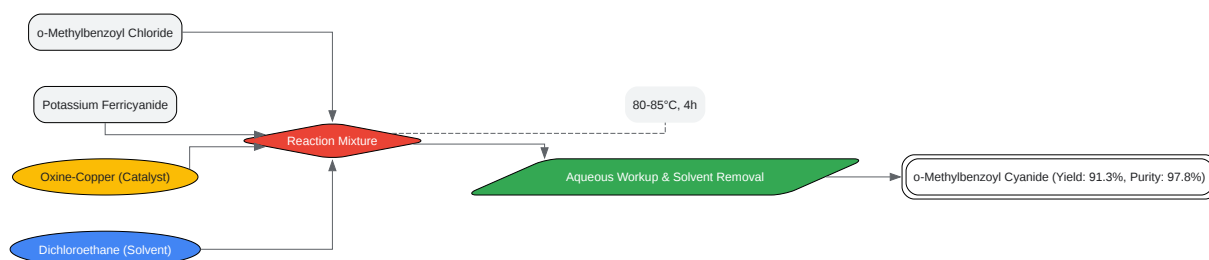 o-Methylbenzoyl Chloride
Potassium Ferricyanide
80-85°C, 4h
Reaction Mixture
Oxine-Copper (Catalyst)
Aqueous Workup & Solvent Removal
o-Methylbenzoyl Cyanide (Yield: 91.3%, Purity: 97.8%)
Dichloroethane (Solvent)